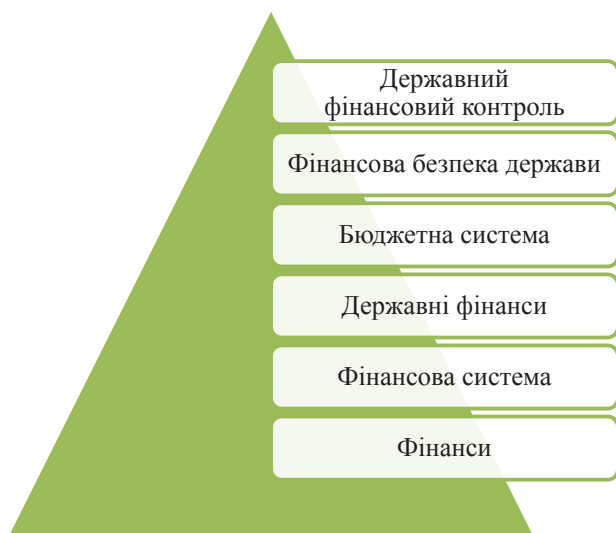 Державний
фінансовий контроль
Фінансова безпека держави
Бюджетна система
Державні фінанси
Фінансова система
Фінанси